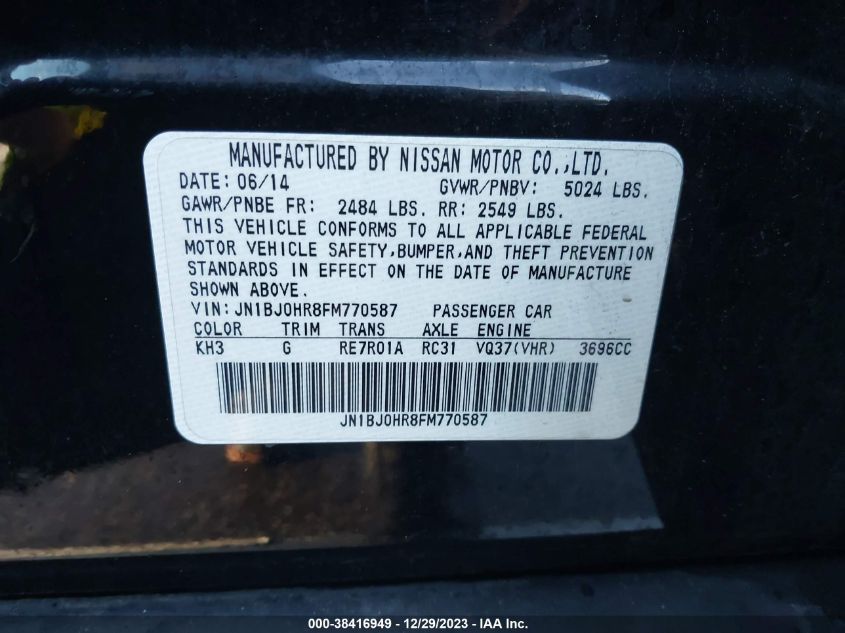 MANUFACTURED BY NISSAN MOTOR CO.,LTD.
DATE: 06/14 GVWR/PNBV: 5024 LBS.
GAWR/PNBE FR: 2484 LBS. RR: 2549 LBS.
THIS VEHICLE CONFORMS TO ALL APPLICABLE FEDERAL
MOTOR VEHICLE SAFETY,BUMPER,AND THEFT PREVENTION
STANDARDS IN EFFECT ON THE DATE OF MANUFACTURE
SHOWN ABOVE.
VIN: JN1BJ0HR8FM770587 PASSENGER CAR
COLOR TRIM TRANS AXLE ENGINE
KH3 G RE7R01A RC31 VQ37(VHR) 3696CC
JN1BJ0HR8FM770587
000-38416949 - 12/29/2023 - IAA Inc.